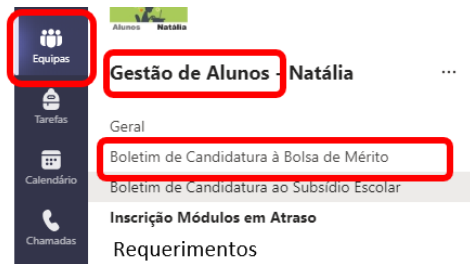 Alunos Natália
Equipas
Gestão de Alunos - Natália ...
Tarefas
Geral
Boletim de Candidatura à Bolsa de Mérito
Calendário
Boletim de Candidatura ao Subsídio Escolar
Inscrição Módulos em Atraso
Chamadas
Requerimentos